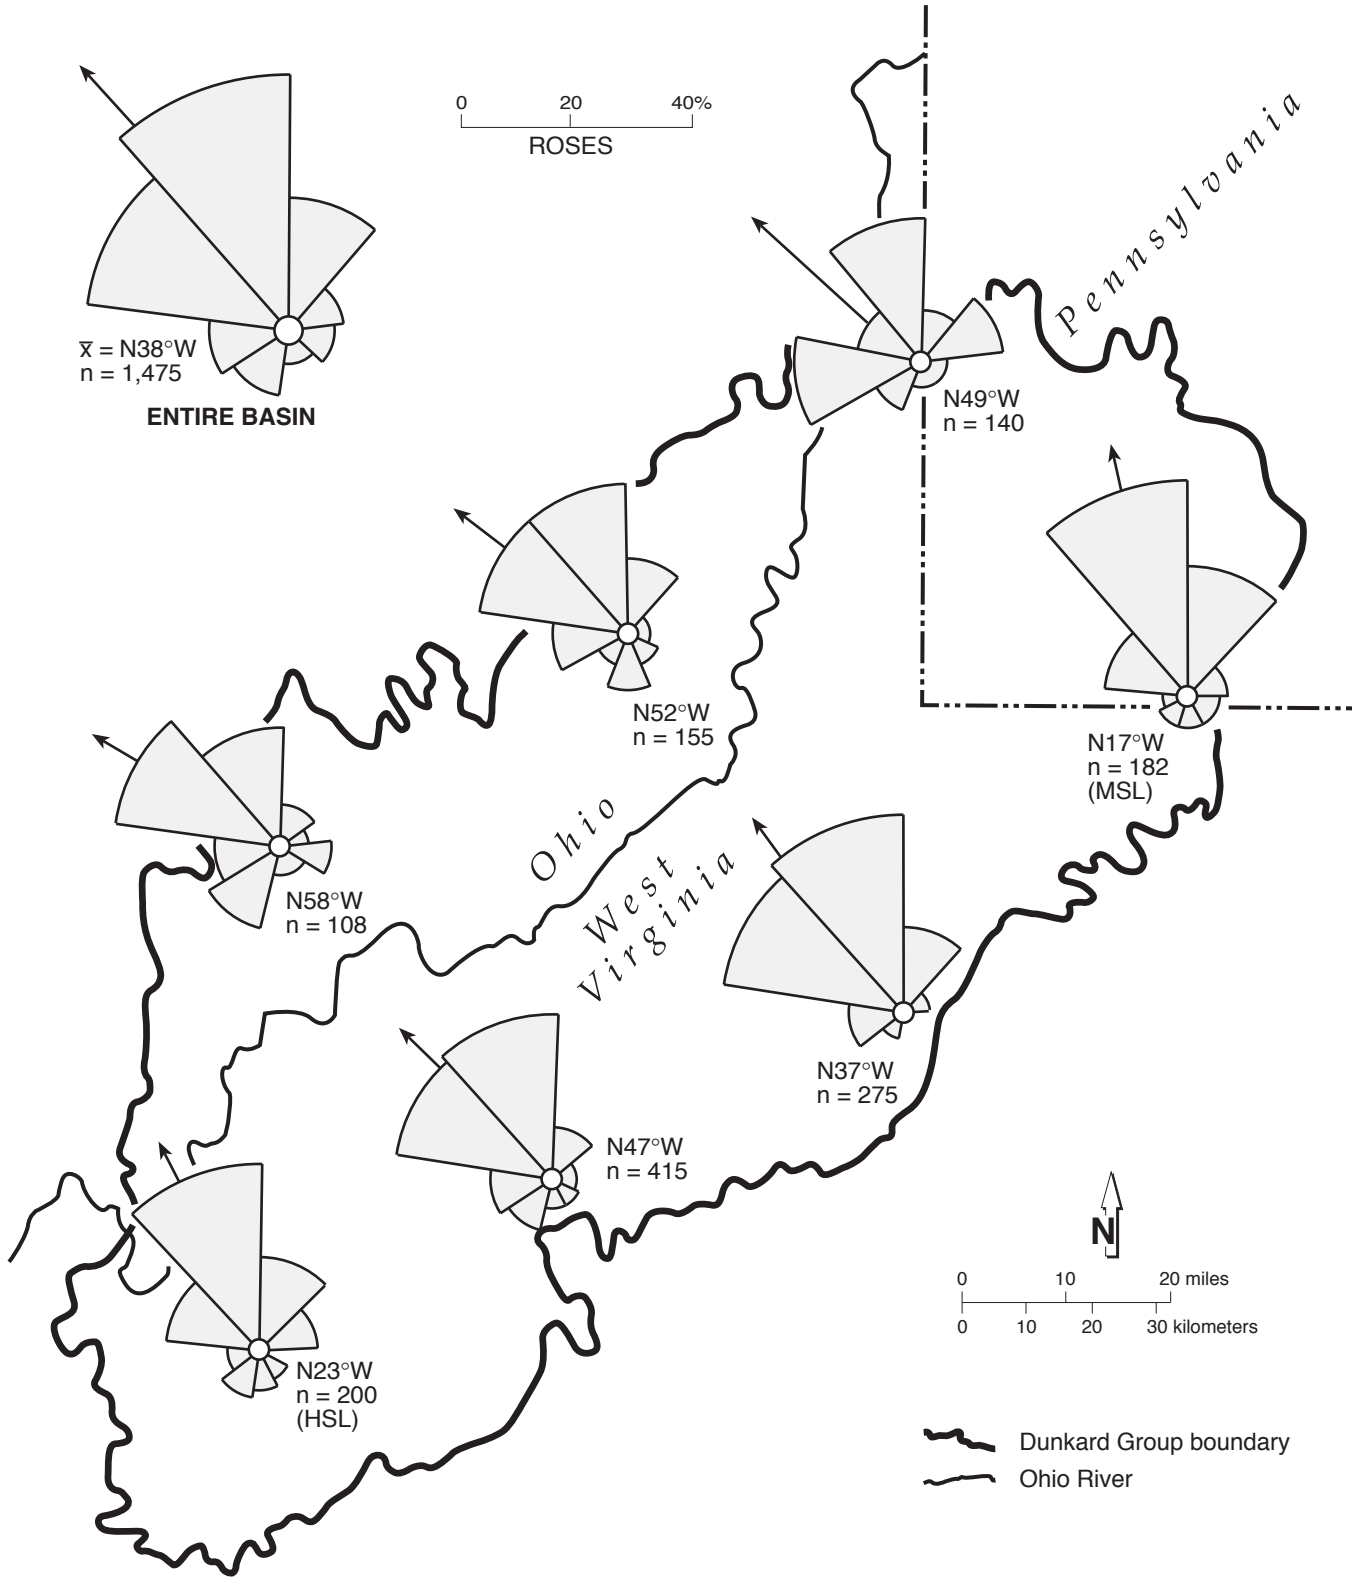 0 20 40%
ROSES
Pennsylvania
x̅ = N38°W
n = 1,475
ENTIRE BASIN
N49°W
n = 140
N52°W
n = 155
N17°W
n = 182
(MSL)
Ohio
West
Virginia
N58°W
n = 108
N37°W
n = 275
N47°W
n = 415
N
0 10 20 miles
0 10 20 30 kilometers
N23°W
n = 200
(HSL)
Dunkard Group boundary
Ohio River